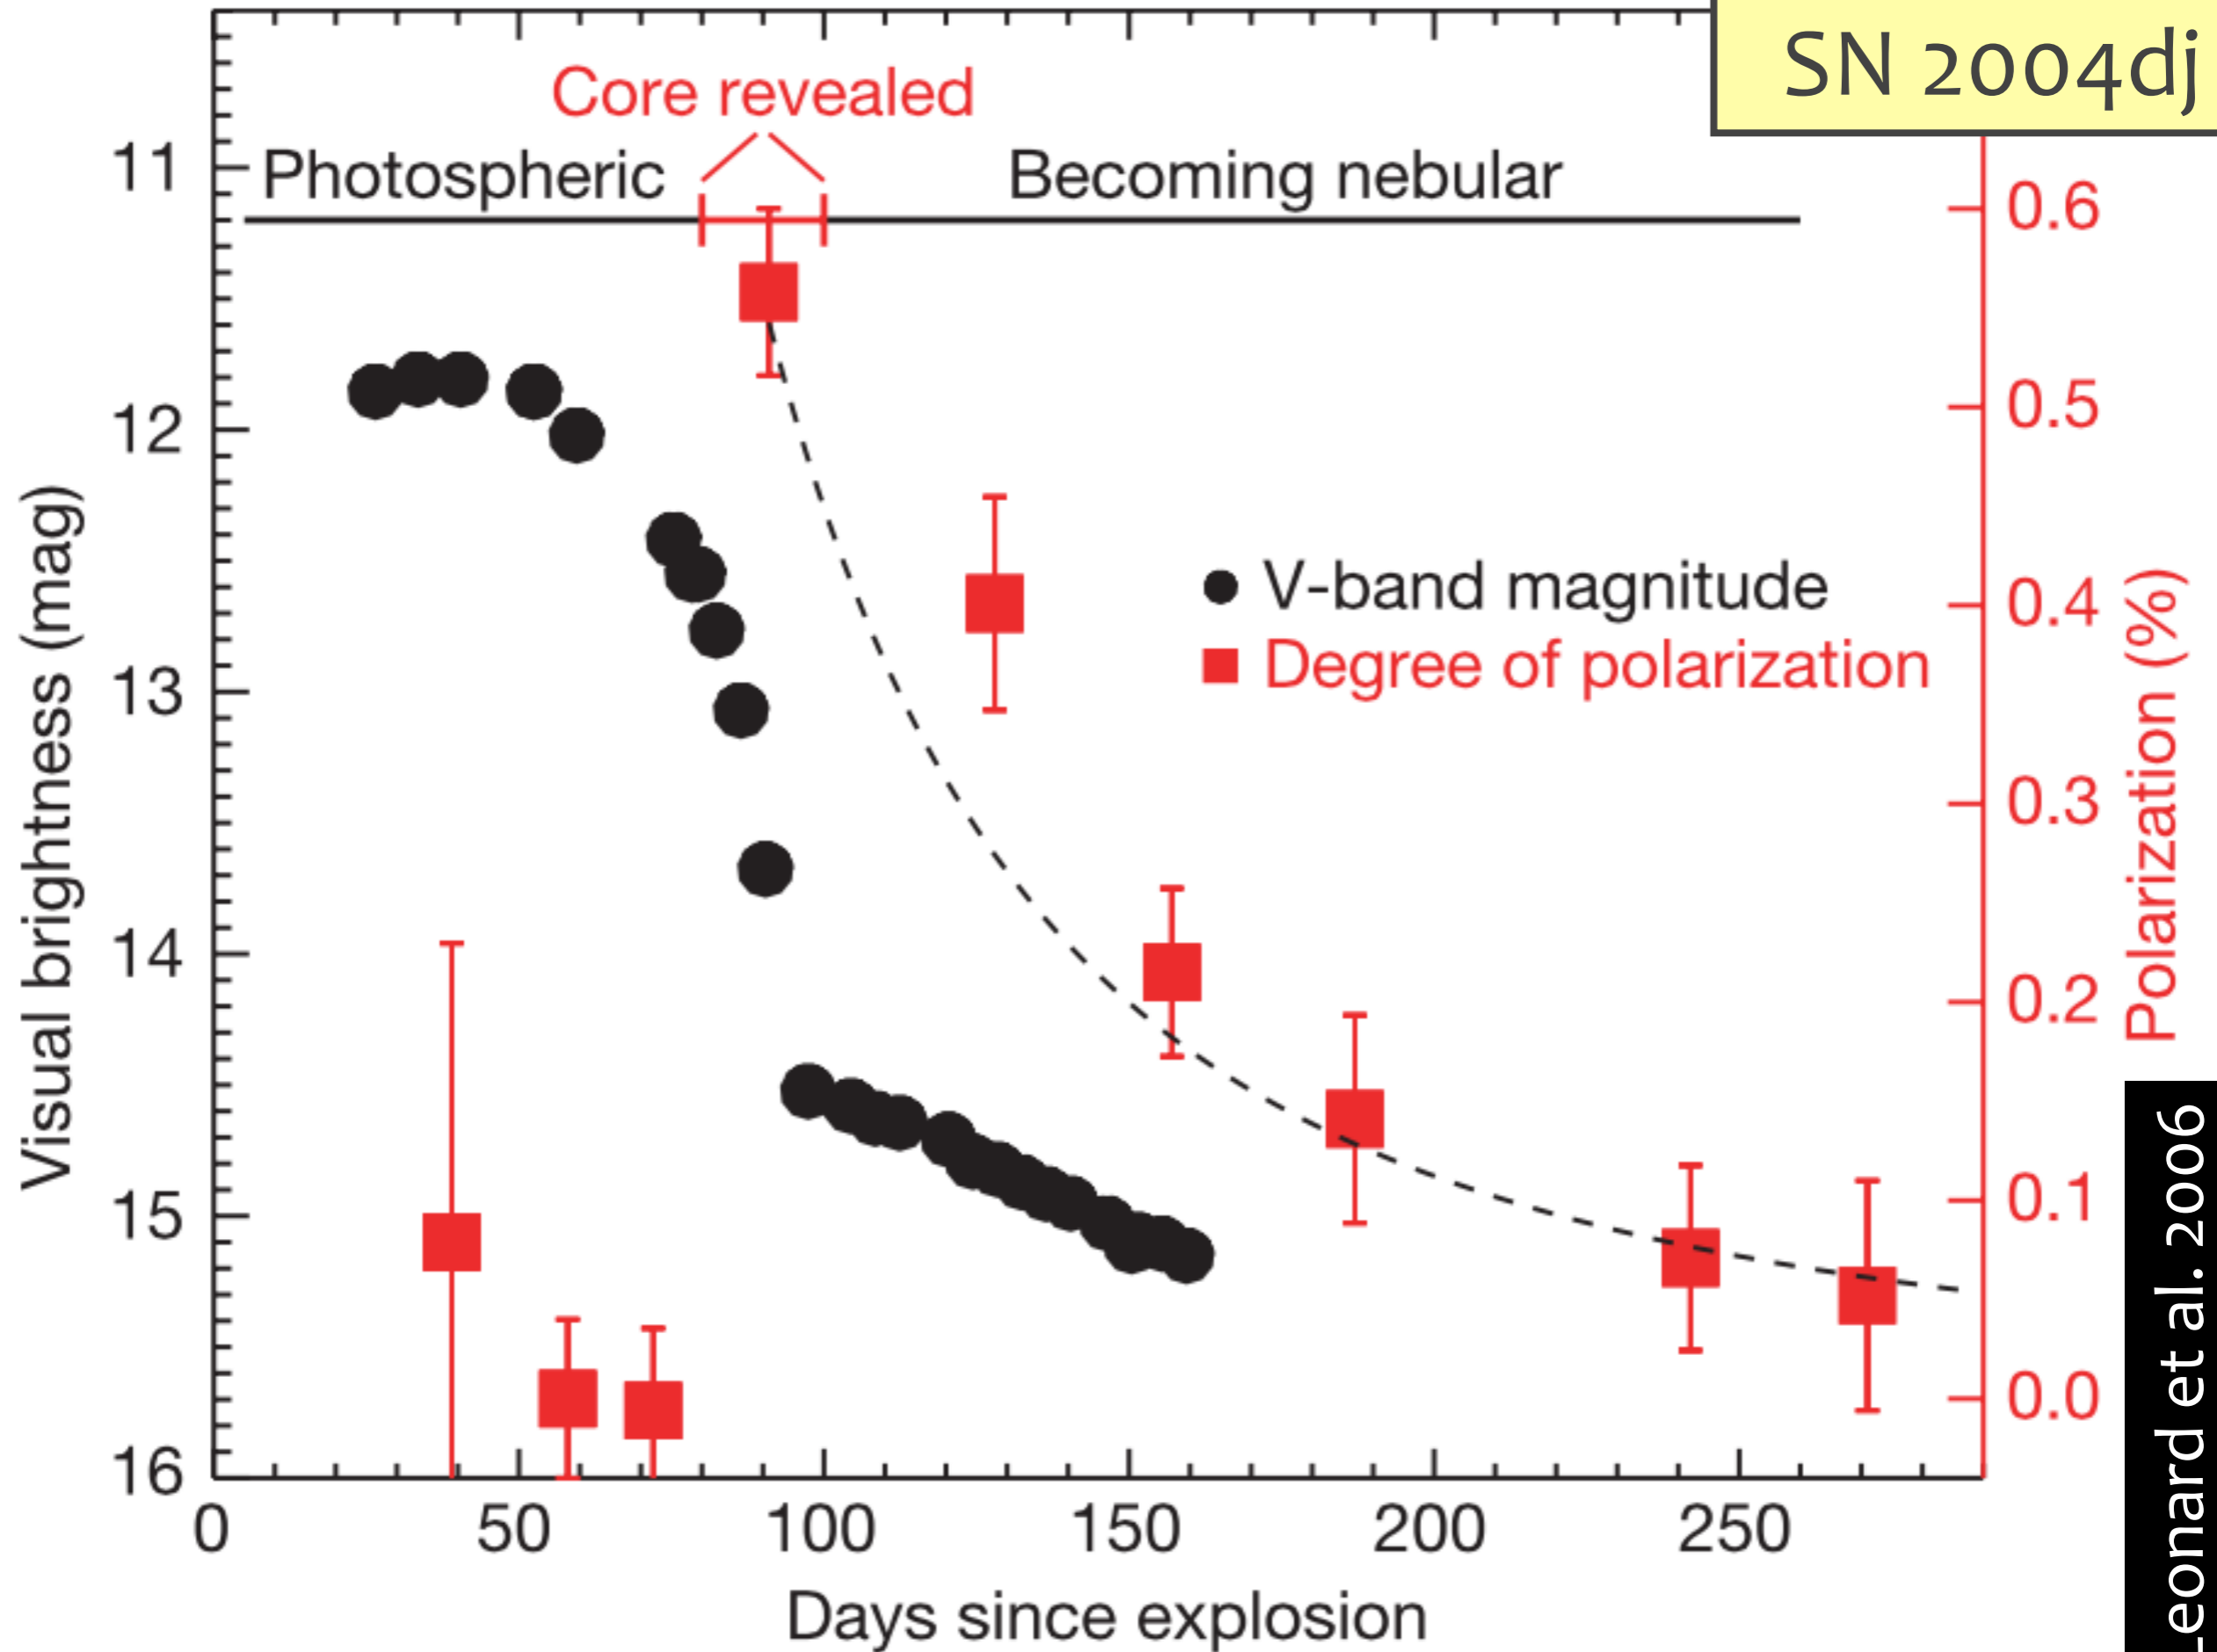 SN 2004dj
Core revealed
Photospheric
Becoming nebular
V-band magnitude
Degree of polarization
Visual brightness (mag)
11
12
13
14
15
16
0
50
100
150
200
250
Days since explosion
0.6
0.5
0.4
0.3
0.2
0.1
0.0
Polarization (%)
et al. 2006